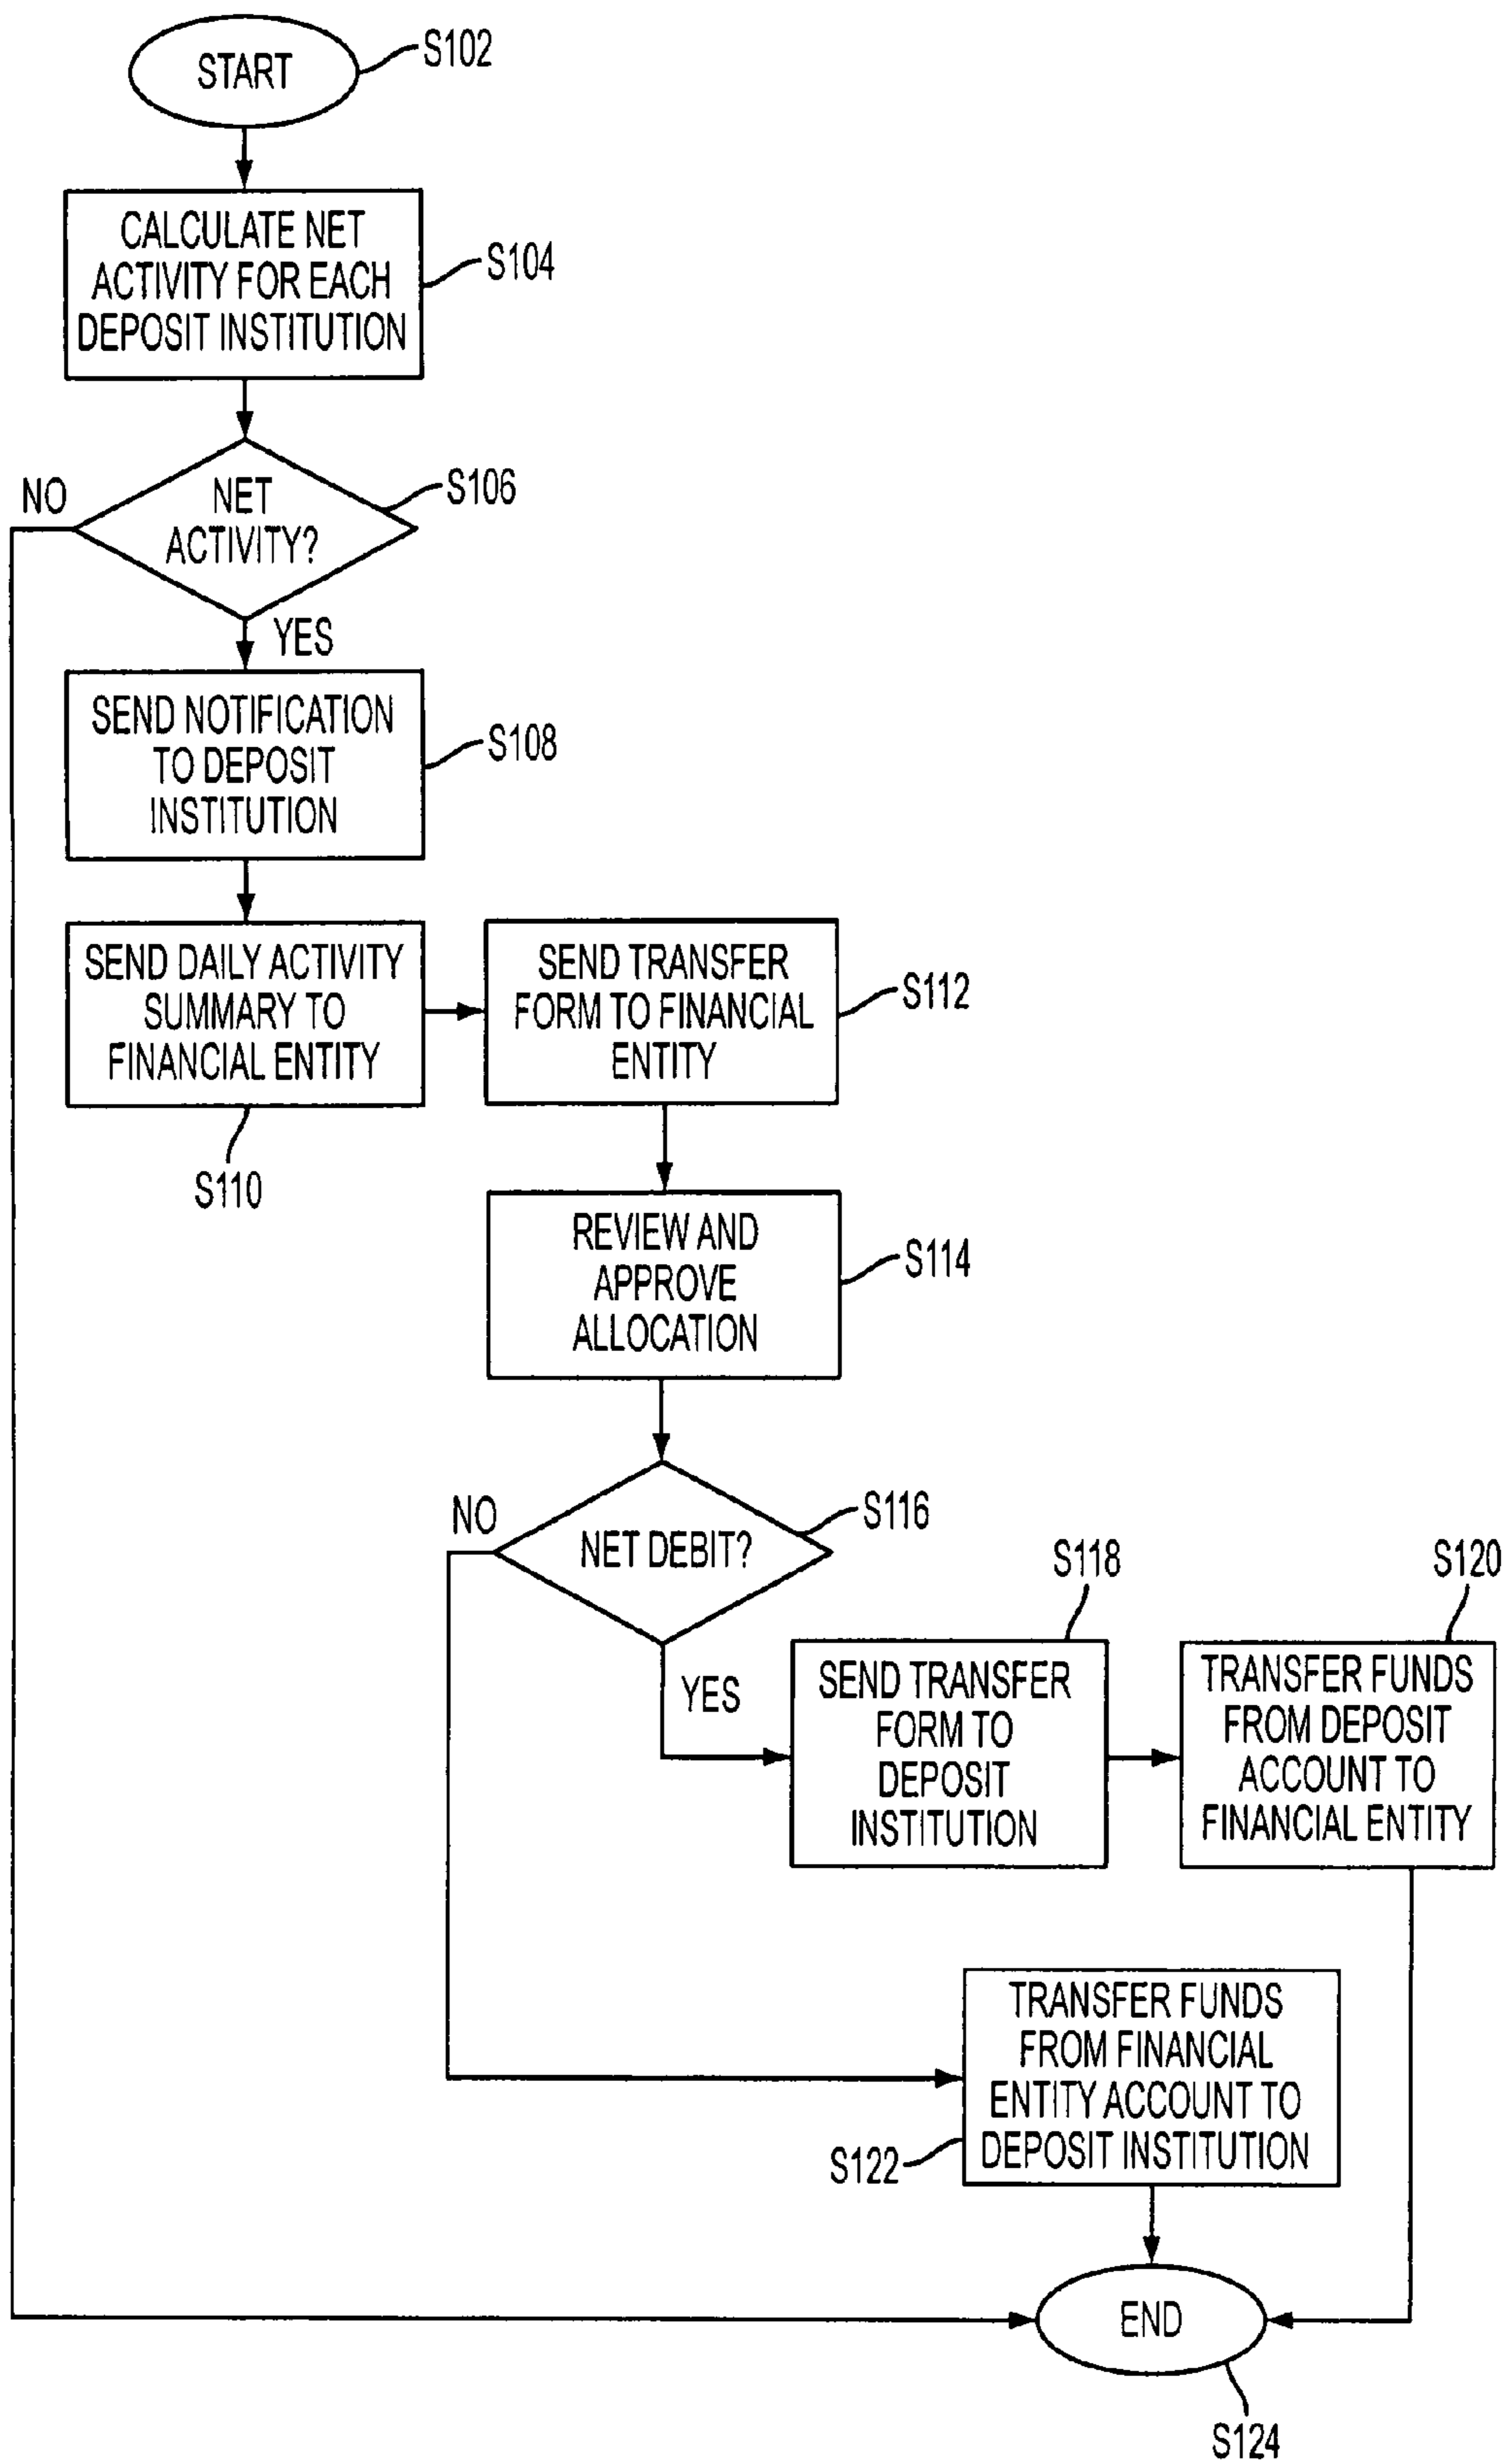 START
S102
CALCULATE NET
ACTIVITY FOR EACH
DEPOSIT INSTITUTION
S104
NO
NET
ACTIVITY?
S106
YES
SEND NOTIFICATION
TO DEPOSIT
INSTITUTION
S108
SEND DAILY ACTIVITY
SUMMARY TO
FINANCIAL ENTITY
S110
SEND TRANSFER
FORM TO FINANCIAL
ENTITY
S112
REVIEW AND
APPROVE
ALLOCATION
S114
NO
NET DEBIT?
S116
YES
S118
SEND TRANSFER
FORM TO
DEPOSIT
INSTITUTION
S120
TRANSFER FUNDS
FROM DEPOSIT
ACCOUNT TO
FINANCIAL ENTITY
TRANSFER FUNDS
FROM FINANCIAL
ENTITY ACCOUNT TO
DEPOSIT INSTITUTION
S122
END
S124